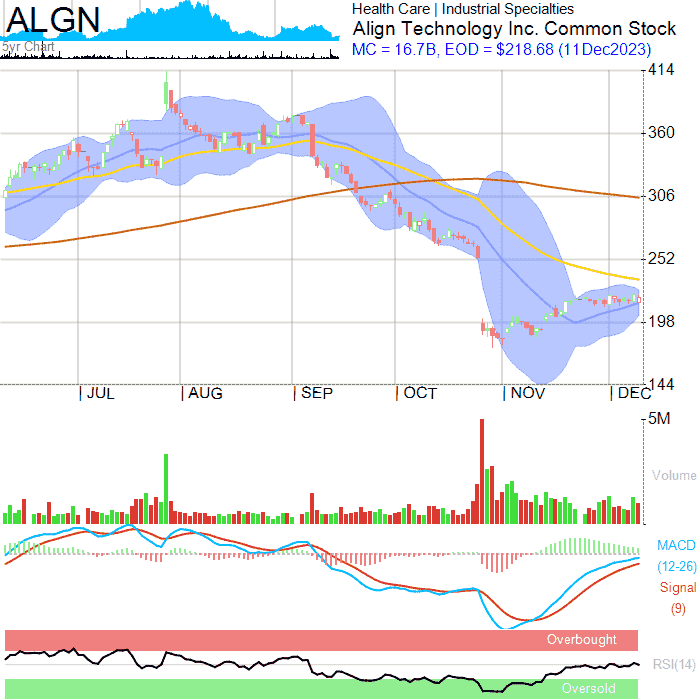 ALGN
5yr Chart
Health Care | Industrial Specialties
Align Technology Inc. Common Stock
MC = 16.7B, EOD = $218.68 (11Dec2023)
414
360
306
252
198
144
| JUL | AUG | SEP | OCT | NOV | DEC
5M
Volume
MACD
(12-26)
Signal
(9)
Overbought
RSI(14)
Oversold